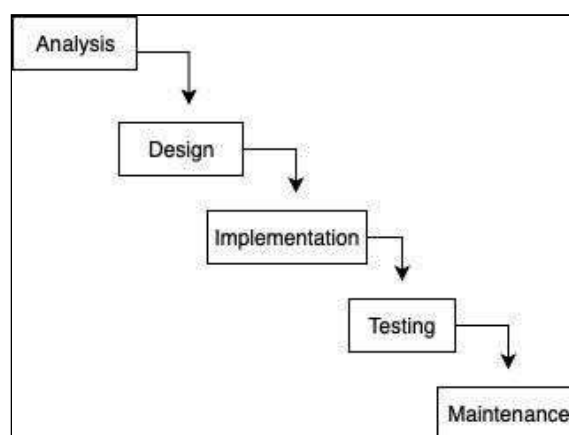 Analysis
Design
Implementation
Testing
Maintenance